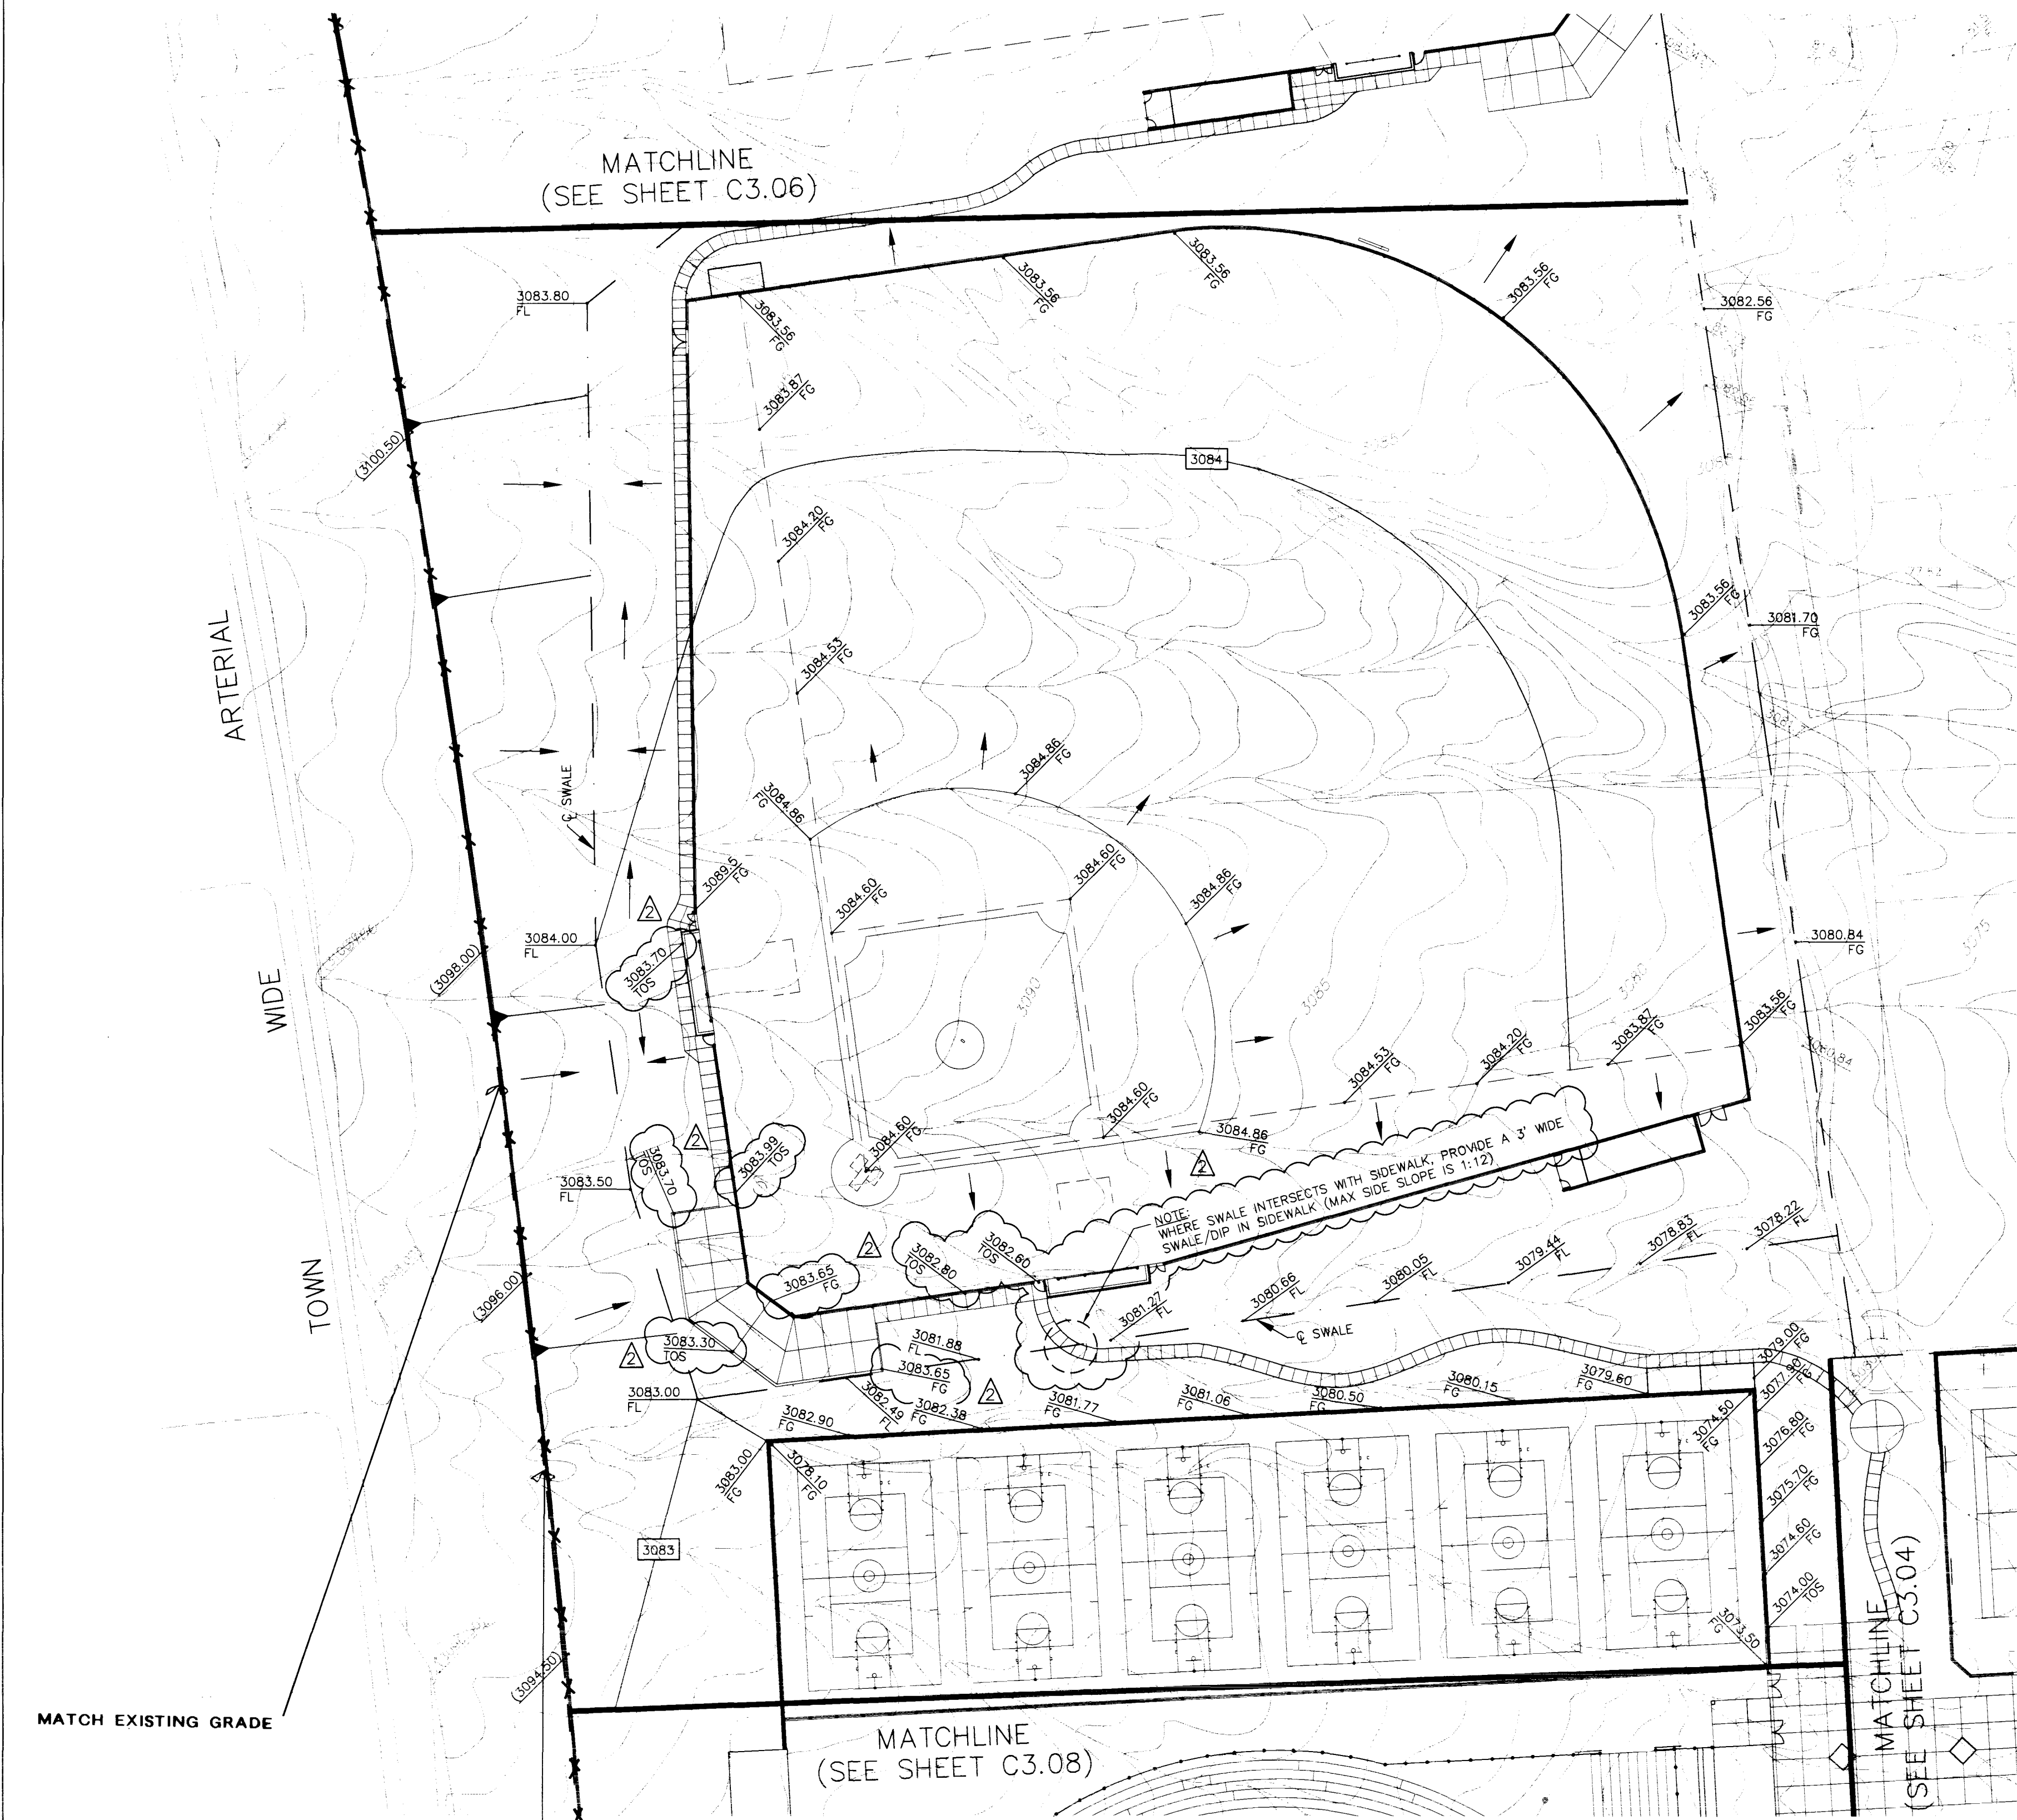 MATCHLINE
(SEE SHEET C3.06)
3083.80
FL
3083.56
FG
3083.56
FG
3083.56
FG
3083.56
FG
3082.56
FG
3083.87
FG
(3100.50)
3084
3084.20
FG
3083.56
FG
3081.70
FG
ARTERIAL
3084.53
FG
3084.86
FG
3084.86
FG
℄ SWALE
3089.5
FG
3084.60
FG
3084.60
FG
3084.86
FG
2
3084.00
FL
3083.70
TOS
(3098.00)
3080.84
FG
WIDE
3090
3085
3080
3075
3083.56
FG
3083.87
FG
3084.20
FG
3084.53
FG
3080.84
3084.60
FG
3084.60
FG
3084.86
FG
2
3083.70
TOS
3083.99
TOS
3083.50
FL
2
NOTE:
WHERE SWALE INTERSECTS WITH SIDEWALK, PROVIDE A 3' WIDE
SWALE/DIP IN SIDEWALK (MAX SIDE SLOPE IS 1:12)
TOWN
(3096.00)
2
3083.65
FG
3082.80
TOS
3082.60
TOS
3078.22
FL
3078.83
FL
3079.44
FL
3080.05
FL
3080.66
FL
3081.27
FL
℄ SWALE
3083.30
TOS
2
3081.88
FL
3083.65
FG
2
3079.00
FG
3077.90
FG
3083.00
FL
3082.90
FG
3082.49
FL
3082.38
FG
3081.77
FG
3081.06
FG
3080.50
FG
3080.15
FG
3079.60
FG
3074.50
FG
3076.80
FG
3083.00
FG
3078.10
FG
3075.70
FG
3083
3074.60
FG
3074.00
TOS
3073.50
FG
(3094.50)
MATCH EXISTING GRADE
MATCHLINE
(SEE SHEET C3.08)
MATCHLINE
(SEE SHEET C3.04)